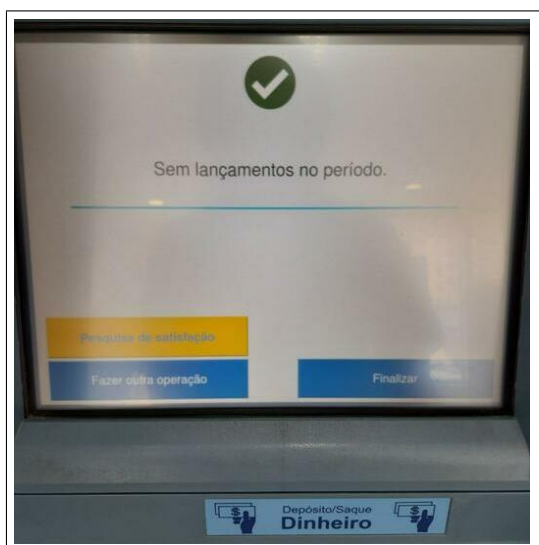 Sem lançamentos no período.
Pesquisa de satisfação
Fazer outra operação
Finalizar
Depósito/Saque
Dinheiro